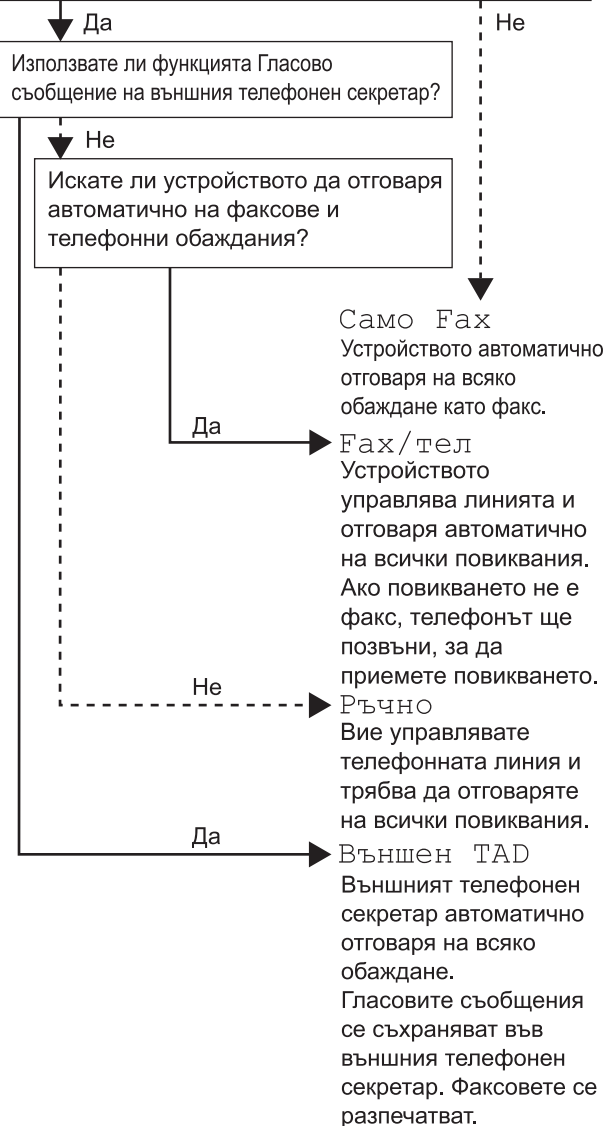 Да
Не
Използвате ли функцията Гласово
съобщение на външния телефонен секретар?
Не
Искате ли устройството да отговаря
автоматично на факсове и
телефонни обаждания?
Само Fax
Устройството автоматично
отговаря на всяко
обаждане като факс.
Да
Fax/тел
Устройството
управлява линията и
отговаря автоматично
на всички повиквания.
Ако повикването не е
факс, телефонът ще
позвъни, за да
приемете повикването.
Не
Ръчно
Вие управлявате
телефонната линия и
трябва да отговаряте
на всички повиквания.
Да
Външен TAD
Външният телефонен
секретар автоматично
отговаря на всяко
обаждане.
Гласовите съобщения
се съхраняват във
външния телефонен
секретар. Факсовете се
разпечатват.